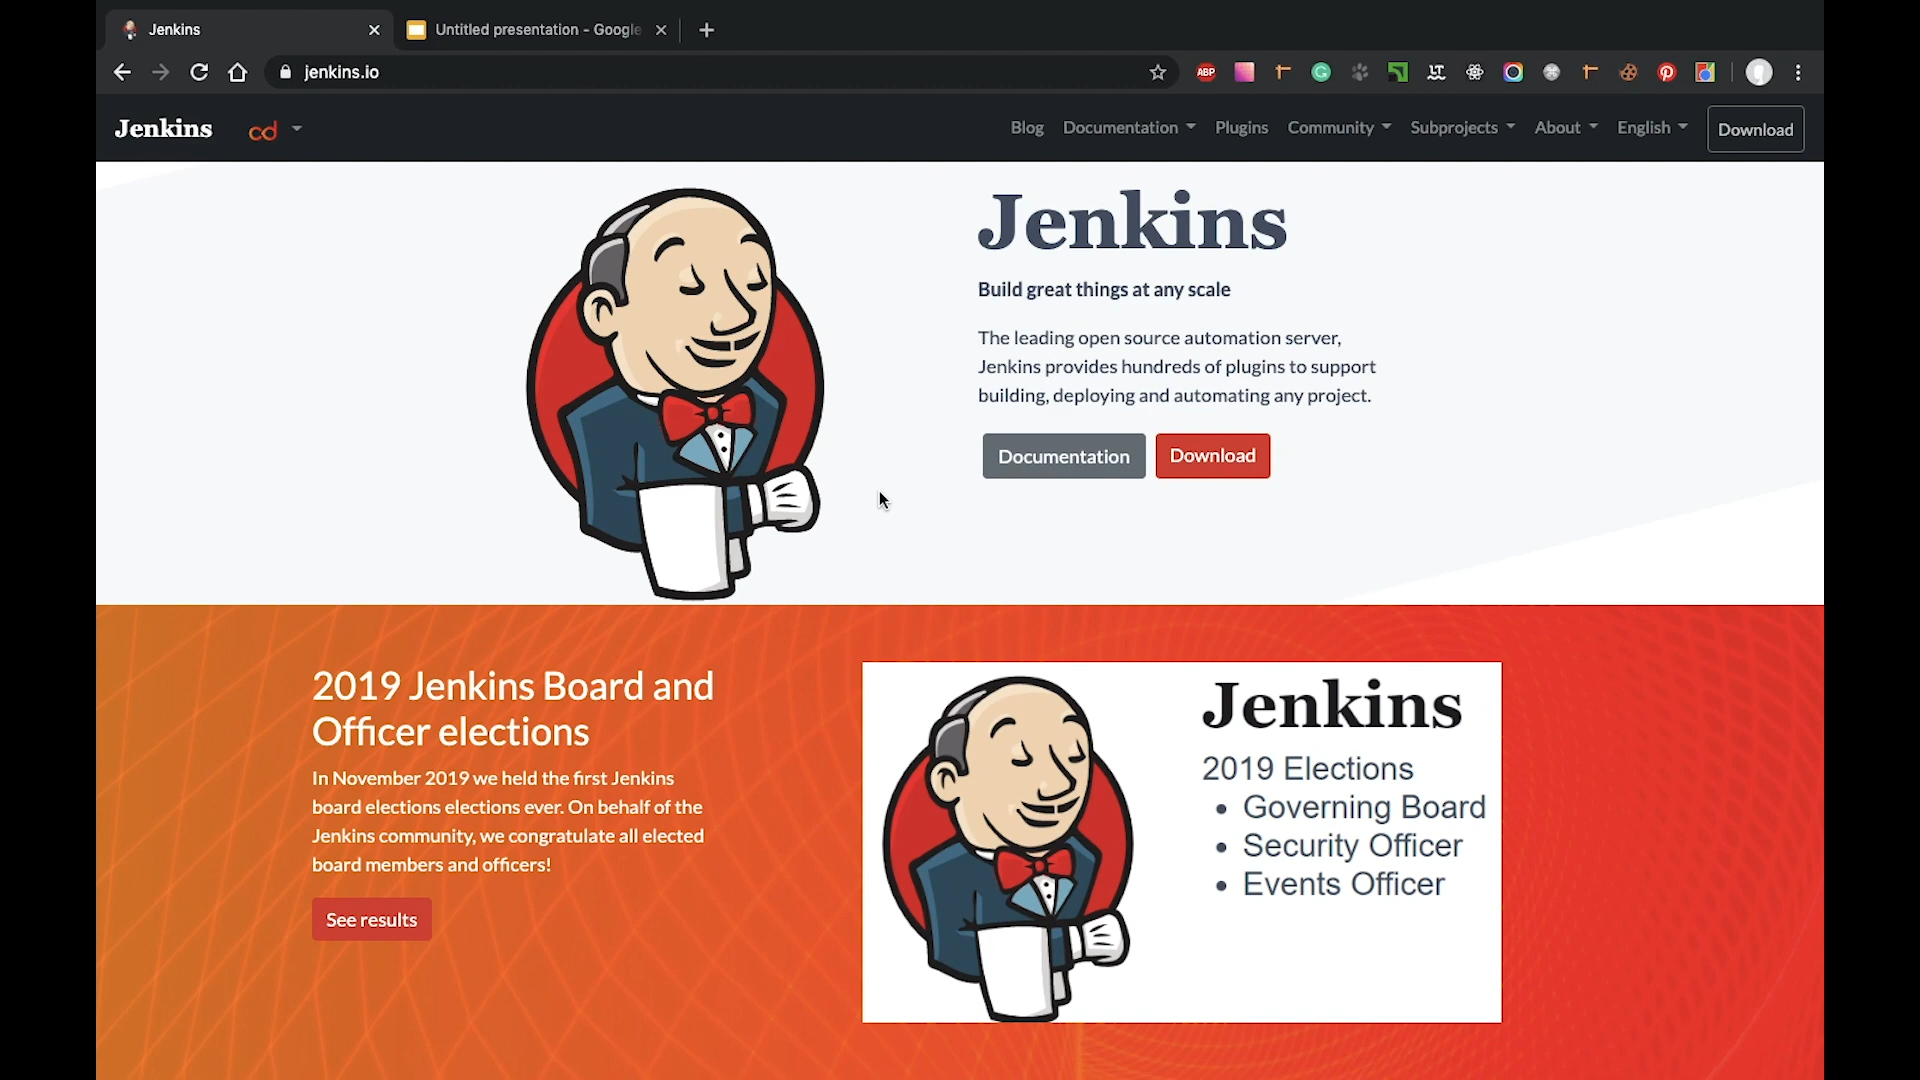 Jenkins
Untitled presentation - Google
jenkins.io
ABP
Jenkins
cd
Blog
Documentation
Plugins
Community
Subprojects
About
English
Download
Jenkins
Build great things at any scale
The leading open source automation server,
Jenkins provides hundreds of plugins to support
building, deploying and automating any project.
Documentation
Download
2019 Jenkins Board and
Officer elections
In November 2019 we held the first Jenkins
board elections elections ever. On behalf of the
Jenkins community, we congratulate all elected
board members and officers!
See results
Jenkins
2019 Elections
• Governing Board
• Security Officer
• Events Officer